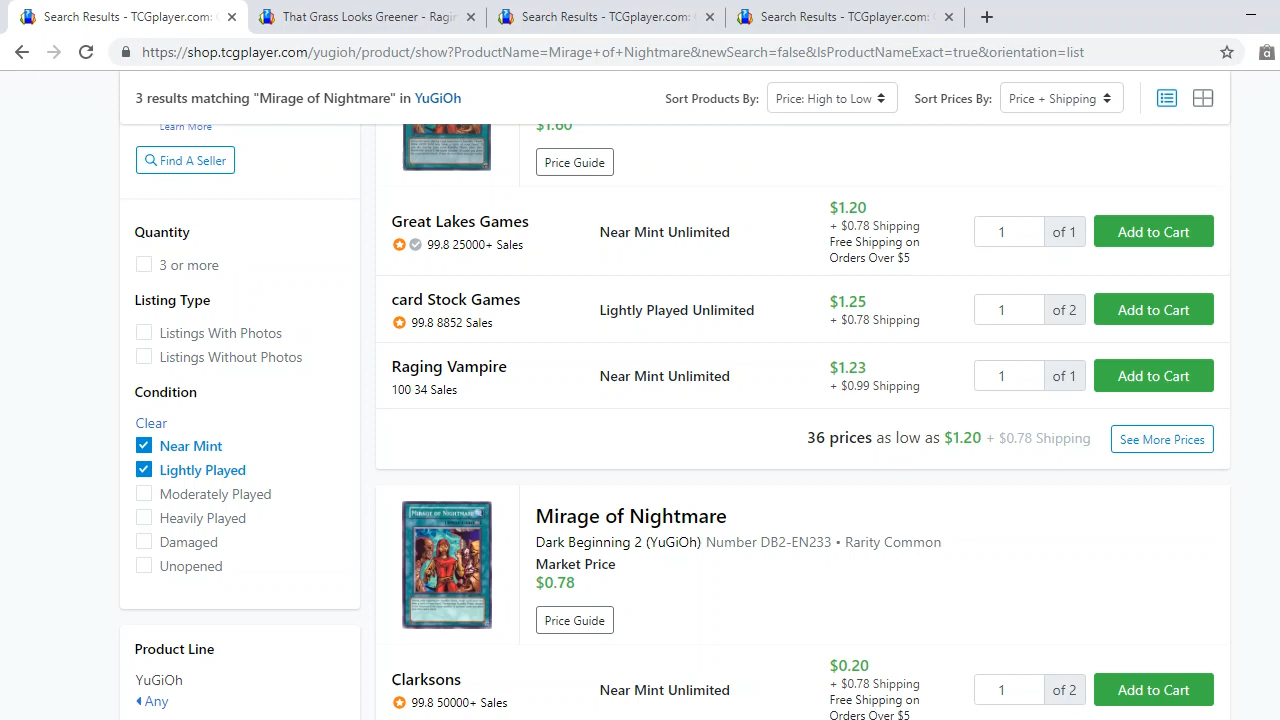 Search Results - TCGplayer.com:
That Grass Looks Greener - Ragin
Search Results - TCGplayer.com:
Search Results - TCGplayer.com:
https://shop.tcgplayer.com/yugioh/product/show?ProductName=Mirage+of+Nightmare&newSearch=false&IsProductNameExact=true&orientation=list
3 results matching "Mirage of Nightmare" in YuGiOh
Sort Products By:
Price: High to Low
Sort Prices By:
Price + Shipping
Learn More
Find A Seller
Quantity
3 or more
Listing Type
Listings With Photos
Listings Without Photos
Condition
Clear
Near Mint
Lightly Played
Moderately Played
Heavily Played
Damaged
Unopened
Product Line
YuGiOh
Any
$1.60
Price Guide
Great Lakes Games
99.8 25000+ Sales
Near Mint Unlimited
$1.20
+ $0.78 Shipping
Free Shipping on
Orders Over $5
1
of 1
Add to Cart
card Stock Games
99.8 8852 Sales
Lightly Played Unlimited
$1.25
+ $0.78 Shipping
1
of 2
Add to Cart
Raging Vampire
100 34 Sales
Near Mint Unlimited
$1.23
+ $0.99 Shipping
1
of 1
Add to Cart
36 prices as low as $1.20 + $0.78 Shipping
See More Prices
MIRAGE OF NIGHTMARE
Mirage of Nightmare
Dark Beginning 2 (YuGiOh) Number DB2-EN233 • Rarity Common
Market Price
$0.78
Price Guide
Clarksons
99.8 50000+ Sales
Near Mint Unlimited
$0.20
+ $0.78 Shipping
Free Shipping on
Orders Over $5
1
of 2
Add to Cart